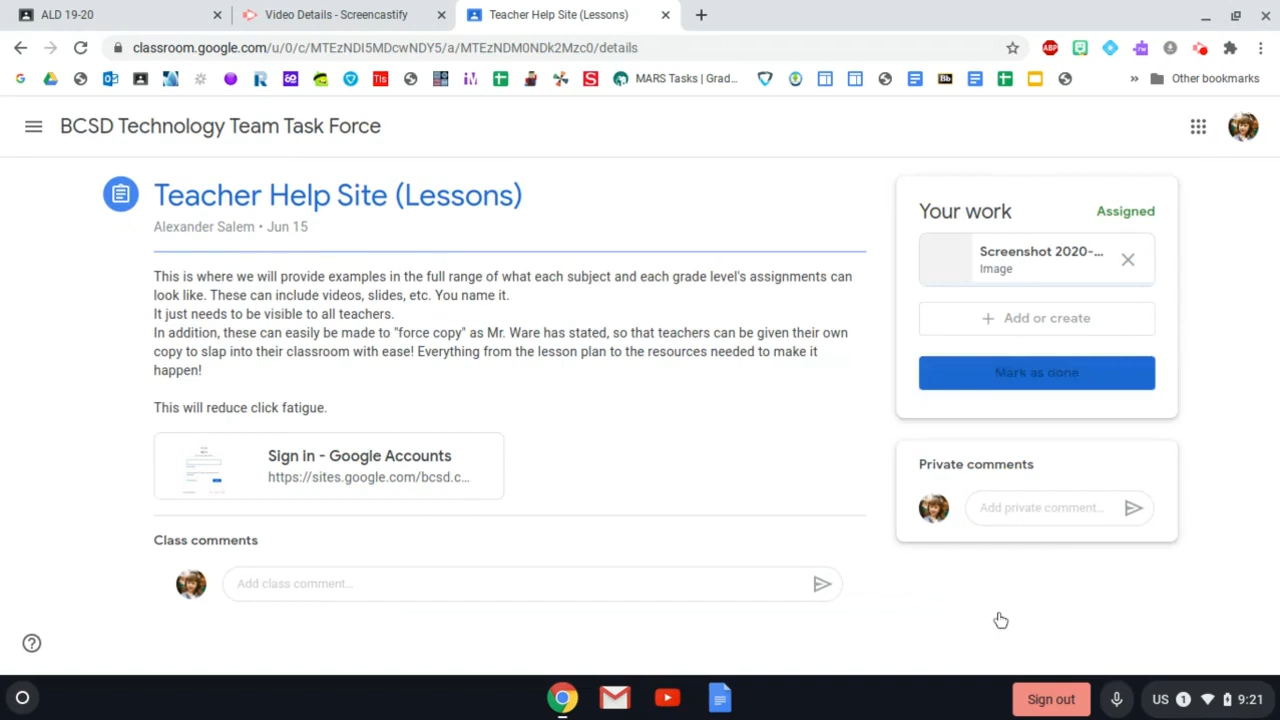 ALD 19-20
Video Details - Screencastify
Teacher Help Site (Lessons)
classroom.google.com/u/0/c/MTEzNDI5MDcwNDY5/a/MTEzNDM0NDk2Mzc0/details
ABP
G
Tls
MARS Tasks | Grad...
Bb
»
Other bookmarks
BCSD Technology Team Task Force
Teacher Help Site (Lessons)
Alexander Salem • Jun 15
This is where we will provide examples in the full range of what each subject and each grade level's assignments can
look like. These can include videos, slides, etc. You name it.
It just needs to be visible to all teachers.
In addition, these can easily be made to "force copy" as Mr. Ware has stated, so that teachers can be given their own
copy to slap into their classroom with ease! Everything from the lesson plan to the resources needed to make it
happen!
This will reduce click fatigue.
Sign in - Google Accounts
https://sites.google.com/bcsd.c...
Class comments
Add class comment...
Your work
Assigned
Screenshot 2020-...
Image
+ Add or create
Mark as done
Private comments
Add private comment...
Sign out
US
1
9:21